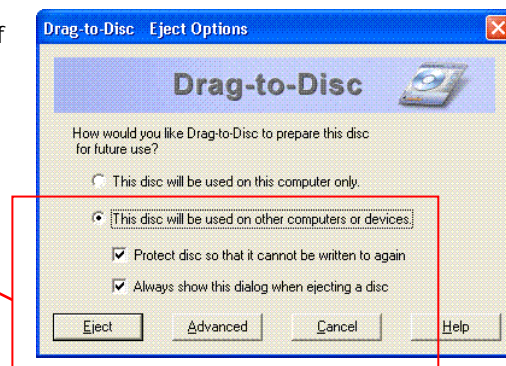 f
Drag-to-Disc Eject Options
Drag-to-Disc
How would you like Drag-to-Disc to prepare this disc
for future use?
This disc will be used on this computer only.
This disc will be used on other computers or devices.
Protect disc so that it cannot be written to again
Always show this dialog when ejecting a disc
Eject Advanced Cancel Help